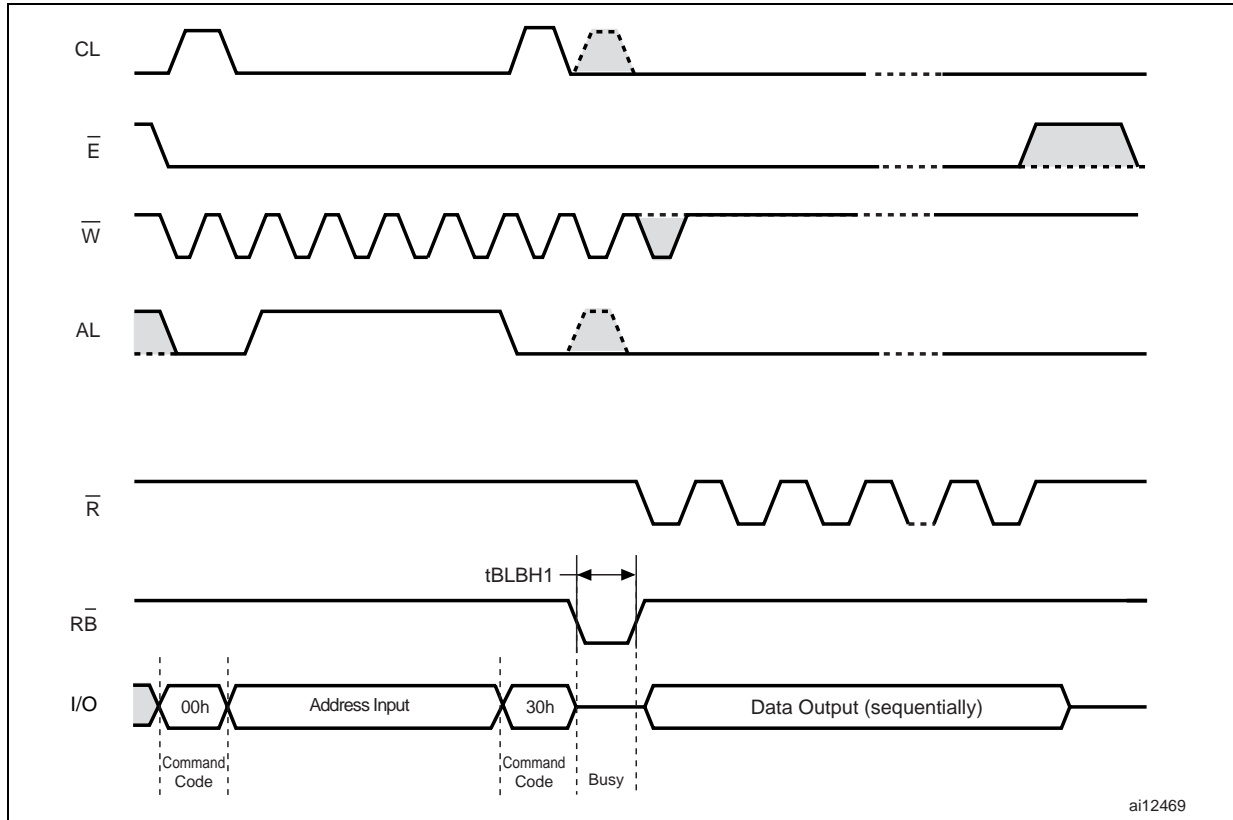 CL
E̅
W̅
AL
R̅
tBLBH1
RB̅
I/O
00h
Address Input
30h
Data Output (sequentially)
Command
Code
Command
Code
Busy
ai12469